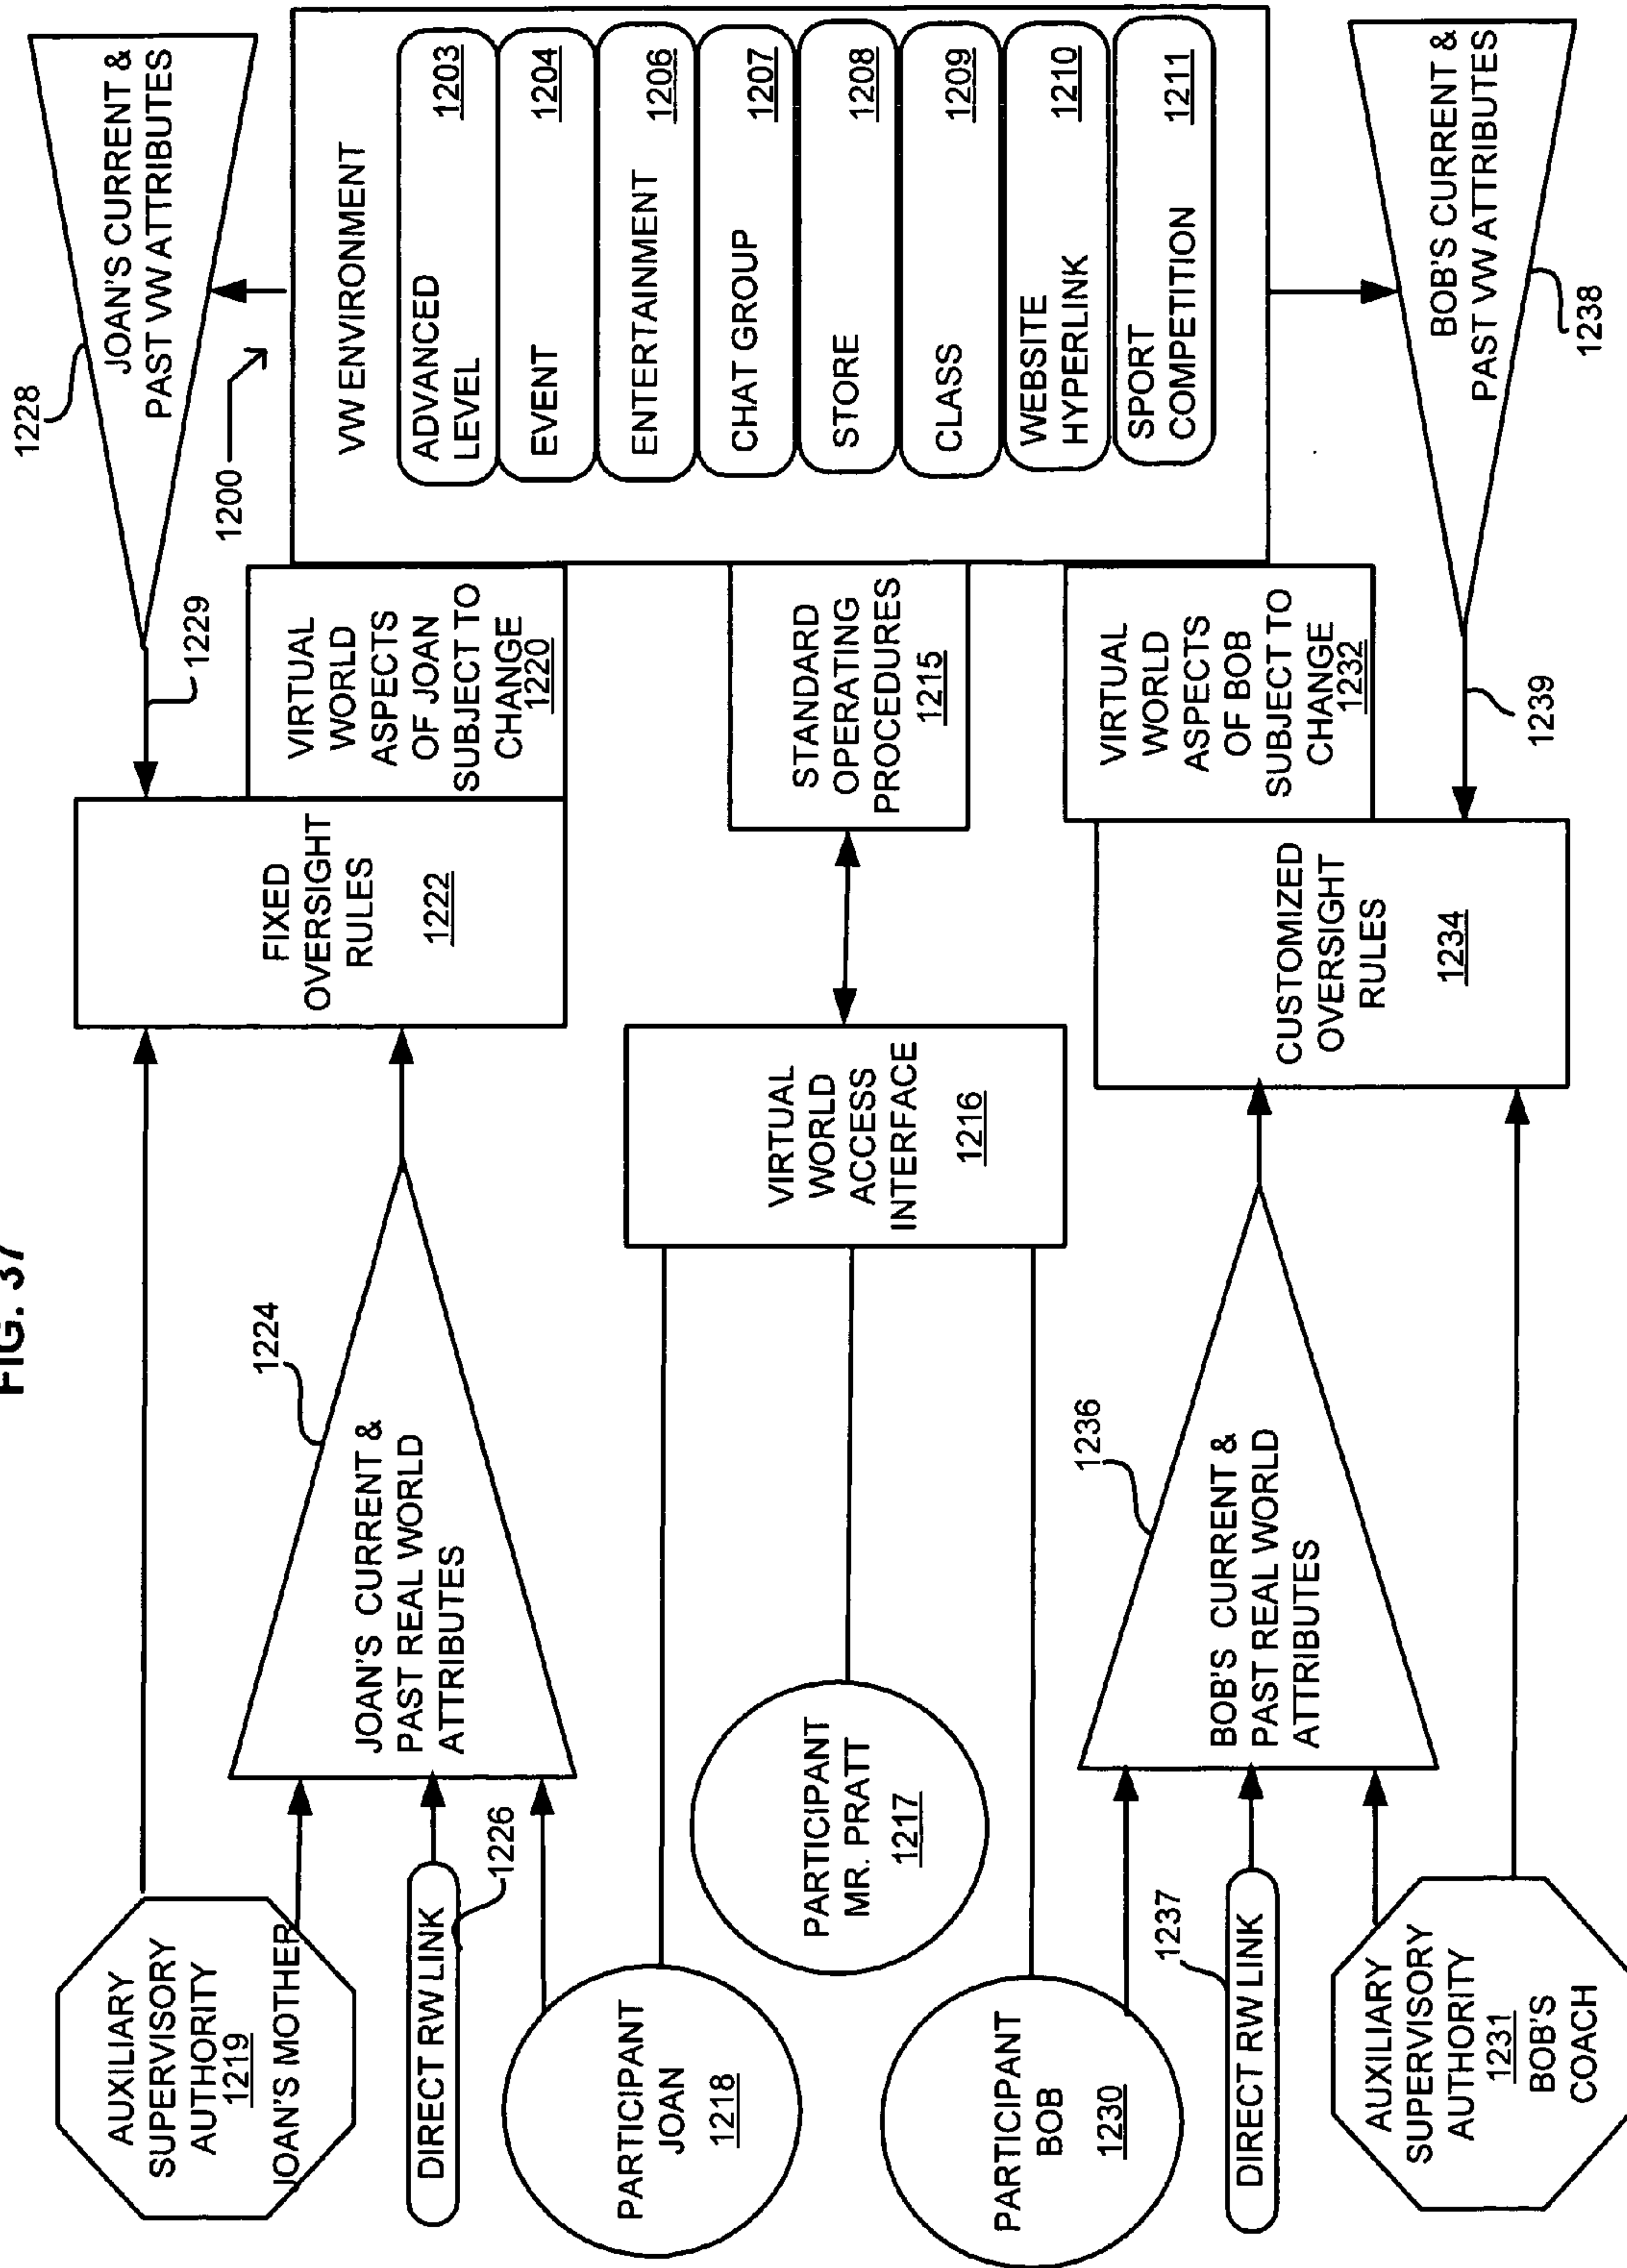 FIG. 37
AUXILIARY
SUPERVISORY
AUTHORITY
1219
JOAN'S MOTHER
DIRECT RW LINK
1226
PARTICIPANT
JOAN
1218
JOAN'S CURRENT &
PAST REAL WORLD
ATTRIBUTES
1224
FIXED
OVERSIGHT
RULES
1222
VIRTUAL
WORLD
ASPECTS
OF JOAN
SUBJECT TO
CHANGE
1220
1229
1228
JOAN'S CURRENT &
PAST VW ATTRIBUTES
1200
VW ENVIRONMENT
ADVANCED
LEVEL
1203
EVENT
1204
ENTERTAINMENT
1206
CHAT GROUP
1207
STORE
1208
CLASS
1209
WEBSITE
HYPERLINK
1210
SPORT
COMPETITION
1211
PARTICIPANT
MR. PRATT
1217
VIRTUAL
WORLD
ACCESS
INTERFACE
1216
STANDARD
OPERATING
PROCEDURES
1215
PARTICIPANT
BOB
1230
DIRECT RW LINK
1237
AUXILIARY
SUPERVISORY
AUTHORITY
1231
BOB'S
COACH
BOB'S CURRENT &
PAST REAL WORLD
ATTRIBUTES
1236
CUSTOMIZED
OVERSIGHT
RULES
1234
VIRTUAL
WORLD
ASPECTS
OF BOB
SUBJECT TO
CHANGE
1232
1239
BOB'S CURRENT &
PAST VW ATTRIBUTES
1238